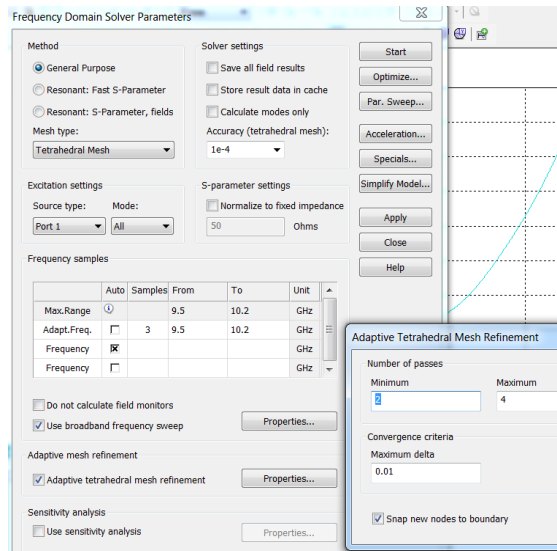 Frequency Domain Solver Parameters
Method
General Purpose
Resonant: Fast S-Parameter
Resonant: S-Parameter, fields
Mesh type:
Tetrahedral Mesh
Solver settings
Save all field results
Store result data in cache
Calculate modes only
Accuracy (tetrahedral mesh):
1e-4
Start
Optimize...
Par. Sweep...
Acceleration...
Specials...
Simplify Model...
Apply
Close
Help
Excitation settings
Source type: Mode:
Port 1 All
S-parameter settings
Normalize to fixed impedance
50 Ohms
Frequency samples
Auto Samples From To Unit
Max.Range 9.5 10.2 GHz
Adapt.Freq. 3 9.5 10.2 GHz
Frequency GHz
Frequency GHz
Do not calculate field monitors
Use broadband frequency sweep Properties...
Adaptive mesh refinement
Adaptive tetrahedral mesh refinement Properties...
Sensitivity analysis
Use sensitivity analysis Properties...
Adaptive Tetrahedral Mesh Refinement
Number of passes
Minimum Maximum
2 4
Convergence criteria
Maximum delta
0.01
Snap new nodes to boundary